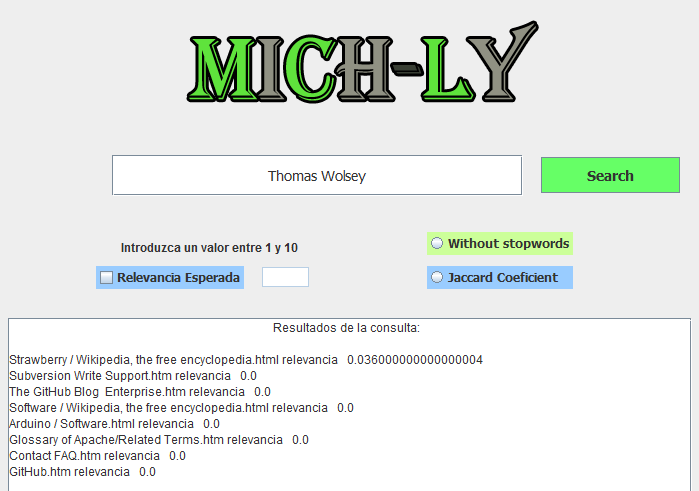 MICH-LY
Thomas Wolsey
Search
Introduzca un valor entre 1 y 10
Without stopwords
Relevancia Esperada
Jaccard Coeficient
Resultados de la consulta:
Strawberry / Wikipedia, the free encyclopedia.html relevancia 0.036000000000000004
Subversion Write Support.htm relevancia 0.0
The GitHub Blog Enterprise.htm relevancia 0.0
Software / Wikipedia, the free encyclopedia.html relevancia 0.0
Arduino / Software.html relevancia 0.0
Glossary of Apache/Related Terms.htm relevancia 0.0
Contact FAQ.htm relevancia 0.0
GitHub.htm relevancia 0.0